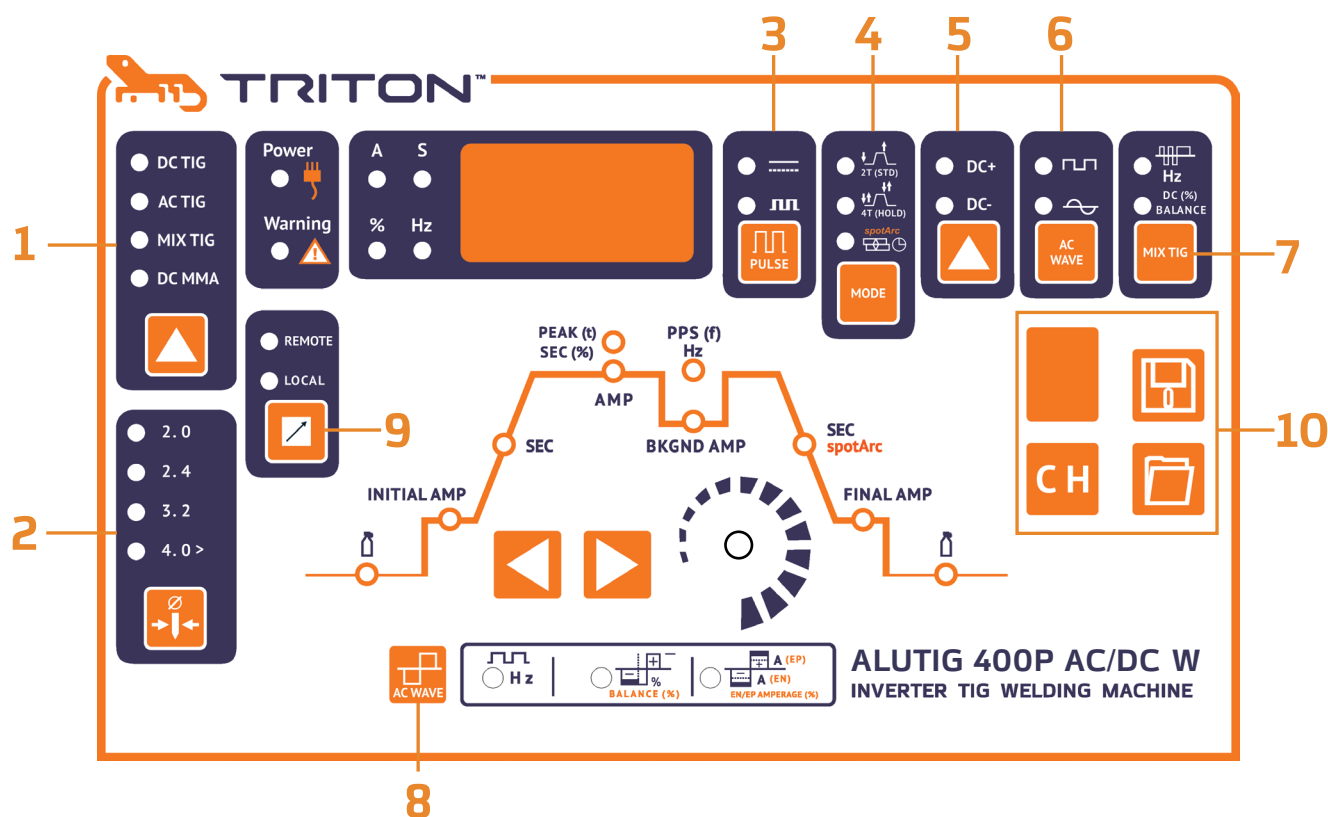 3
4
5
6
TRITON™
DC TIG
AC TIG
MIX TIG
DC MMA
1
Power
Warning
A S
% Hz
PULSE
2T (STD)
4T (HOLD)
spotArc
MODE
DC+
DC-
AC
WAVE
Hz
DC (%)
BALANCE
MIX TIG
7
REMOTE
LOCAL
9
2.0
2.4
3.2
4.0>
2
Ø
PEAK (t)
SEC (%)
AMP
PPS (f)
Hz
BKGND AMP
SEC
INITIAL AMP
SEC
spotArc
FINAL AMP
CH
10
AC WAVE
8
Hz
%
BALANCE (%)
A (EP)
A (EN)
EN/EP AMPERAGE (%)
ALUTIG 400P AC/DC W
INVERTER TIG WELDING MACHINE